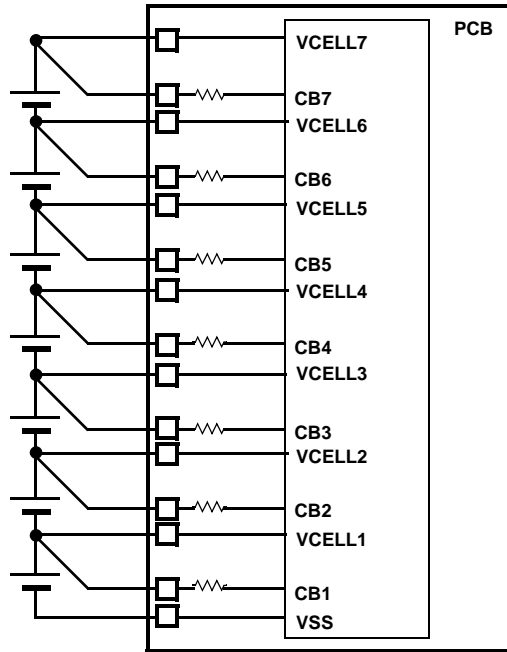 PCB
VCELL7
CB7
VCELL6
CB6
VCELL5
CB5
VCELL4
CB4
VCELL3
CB3
VCELL2
CB2
VCELL1
CB1
VSS